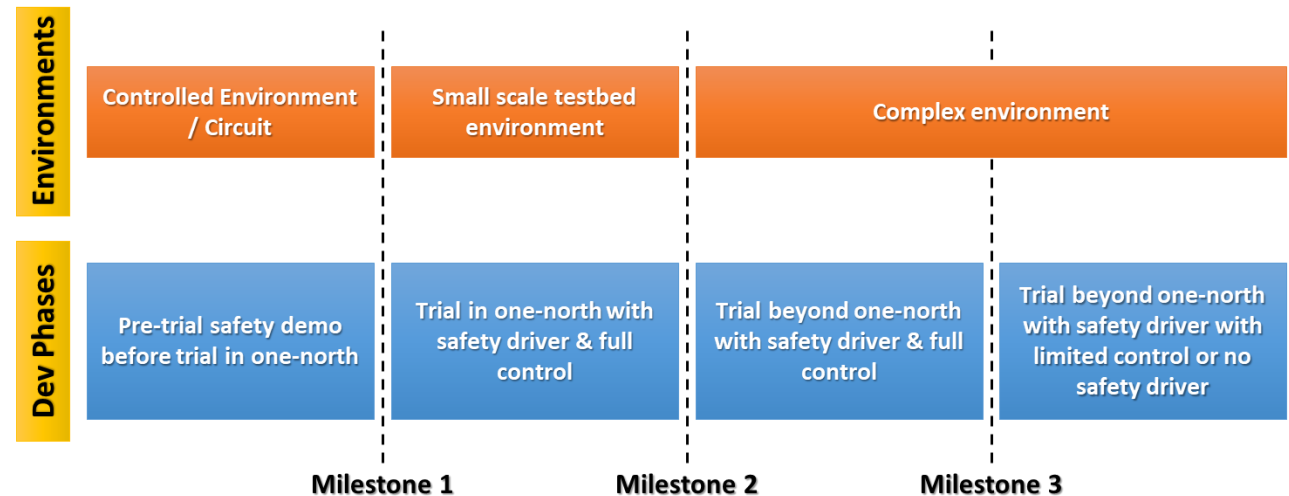 Environments
Controlled Environment
/ Circuit
Small scale testbed
environment
Complex environment
Dev Phases
Pre-trial safety demo
before trial in one-north
Trial in one-north with
safety driver & full
control
Trial beyond one-north
with safety driver & full
control
Trial beyond one-north
with safety driver with
limited control or no
safety driver
Milestone 1
Milestone 2
Milestone 3